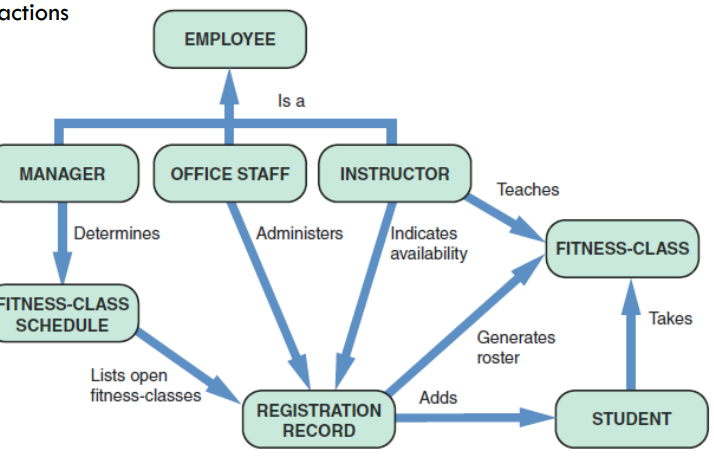 actions
EMPLOYEE
Is a
MANAGER
OFFICE STAFF
INSTRUCTOR
Teaches
Determines
Administers
Indicates
availability
FITNESS-CLASS
FITNESS-CLASS
SCHEDULE
Takes
Generates
roster
Lists open
fitness-classes
Adds
REGISTRATION
RECORD
STUDENT